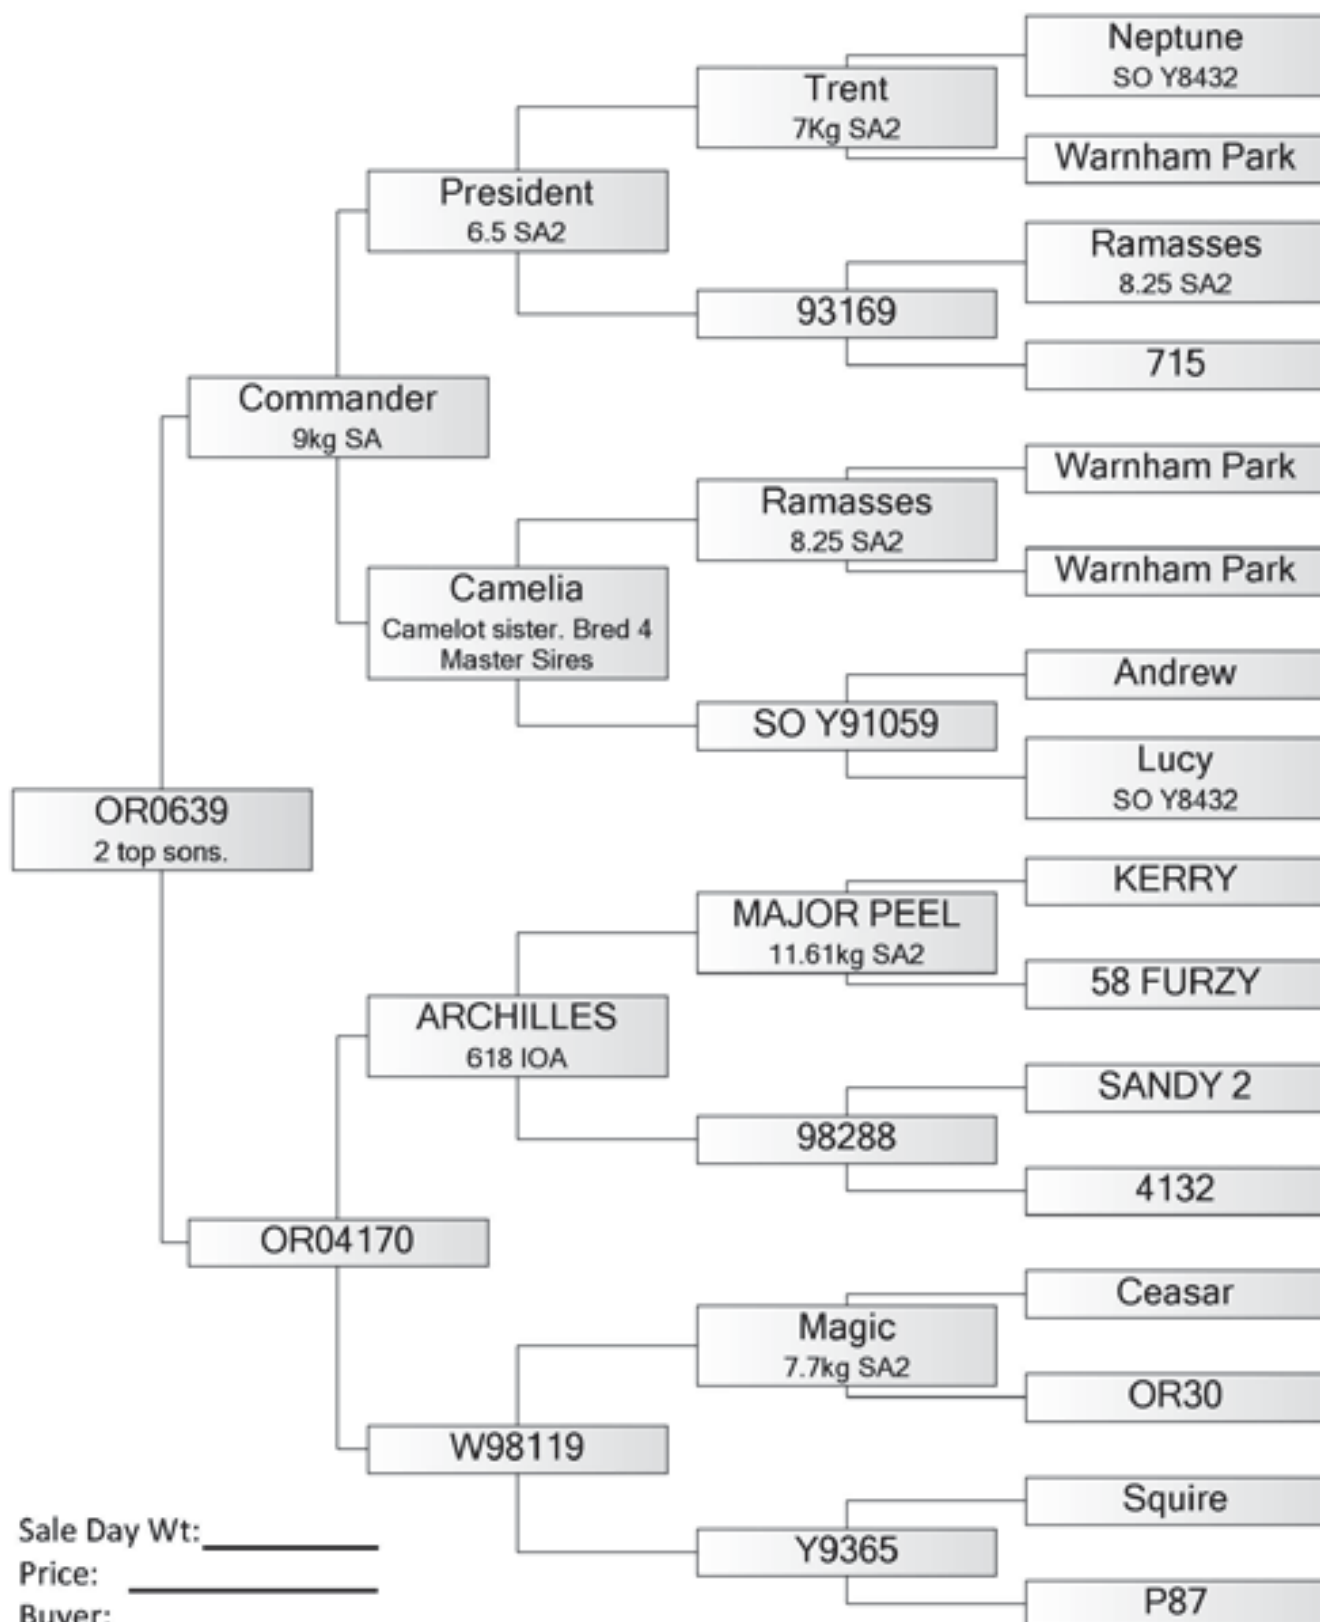 Neptune
SO Y8432
Trent
7Kg SA2
Warnham Park
President
6.5 SA2
Ramasses
8.25 SA2
93169
715
Commander
9kg SA
Warnham Park
Ramasses
8.25 SA2
Warnham Park
Camelia
Camelot sister. Bred 4
Master Sires
Andrew
SO Y91059
Lucy
SO Y8432
OR0639
2 top sons.
KERRY
MAJOR PEEL
11.61kg SA2
58 FURZY
ARCHILLES
618 IOA
SANDY 2
98288
4132
OR04170
Ceasar
Magic
7.7kg SA2
OR30
W98119
Squire
Y9365
P87
Sale Day Wt:
Price:
Buyer: